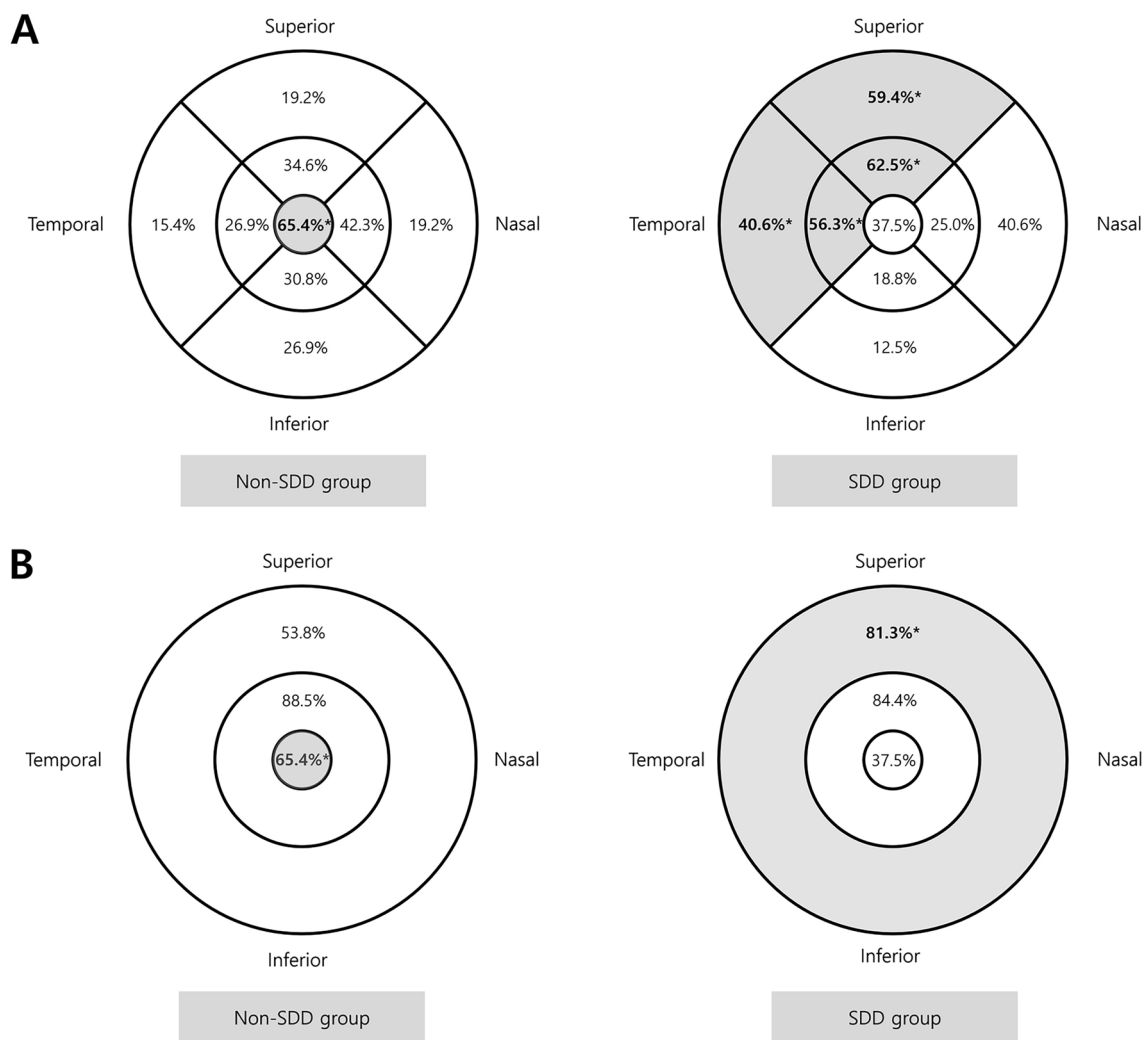 A
Superior
19.2%
34.6%
Temporal
15.4%
26.9%
65.4%*
42.3%
19.2%
Nasal
30.8%
26.9%
Inferior
Non-SDD group
Superior
59.4%*
62.5%*
Temporal
40.6%*
56.3%*
37.5%
25.0%
40.6%
Nasal
18.8%
12.5%
Inferior
SDD group
B
Superior
53.8%
88.5%
Temporal
65.4%*
Nasal
Inferior
Non-SDD group
Superior
81.3%*
84.4%
Temporal
37.5%
Nasal
Inferior
SDD group